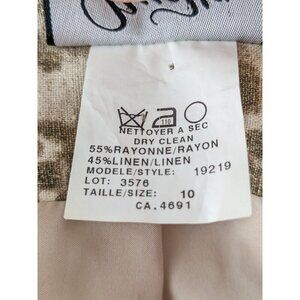 110
NETTOYER A SEC
DRY CLEAN
55%RAYONNE/RAYON
45%LINEN/LINEN
MODELE/STYLE: 19219
LOT: 3576
TAILLE/SIZE: 10
CA.4691